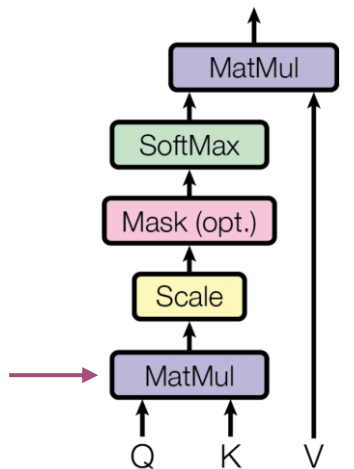 MatMul
SoftMax
Mask (opt.)
Scale
MatMul
Q K V